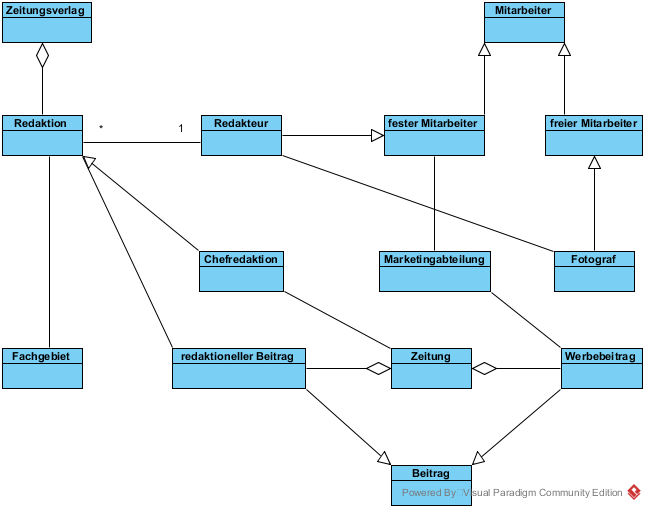 Zeitungsverlag
Mitarbeiter
Redaktion
*
1
Redakteur
fester Mitarbeiter
freier Mitarbeiter
Chefredaktion
Marketingabteilung
Fotograf
Fachgebiet
redaktioneller Beitrag
Zeitung
Werbebeitrag
Beitrag
Powered By Visual Paradigm Community Edition